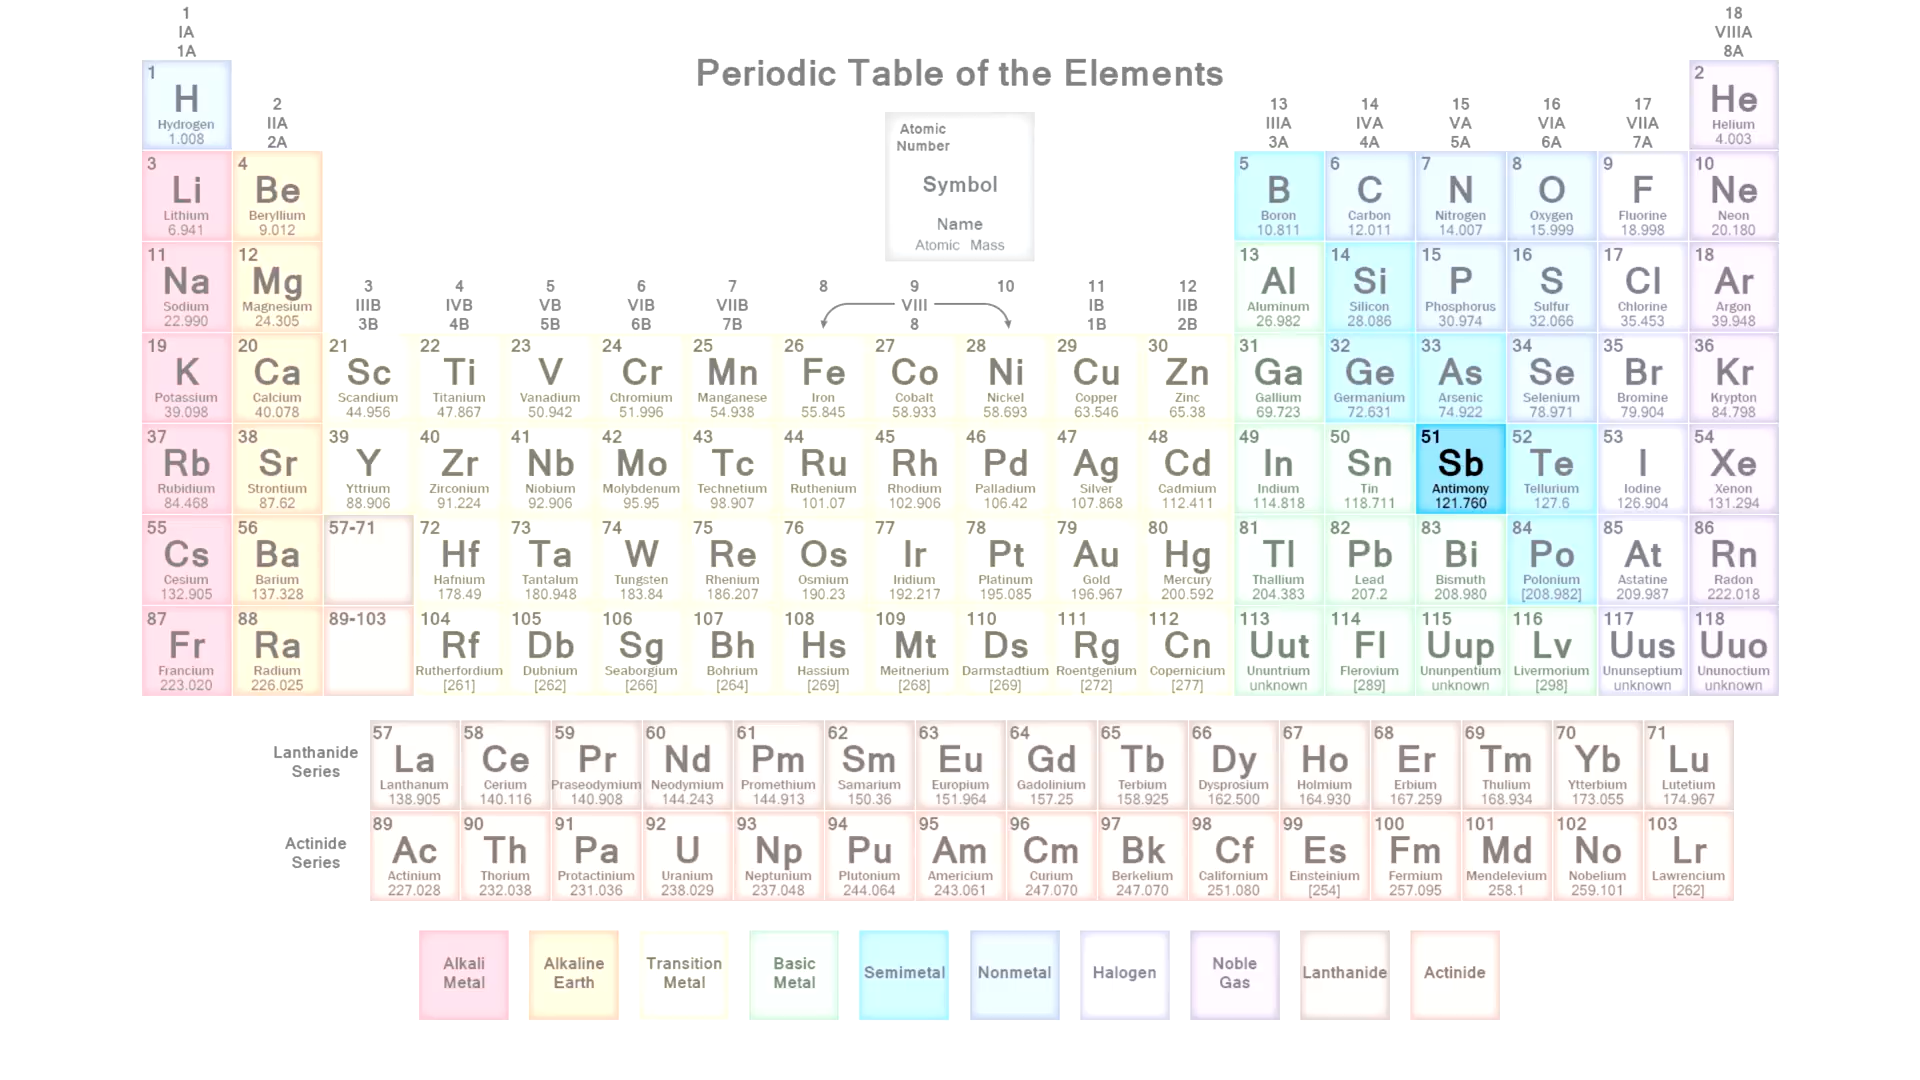 1
IA
1A
18
VIIIA
8A
Periodic Table of the Elements
1
H
Hydrogen
1.008
2
IIA
2A
Atomic
Number
Symbol
Name
Atomic Mass
13
IIIA
3A
14
IVA
4A
15
VA
5A
16
VIA
6A
17
VIIA
7A
2
He
Helium
4.003
3
Li
Lithium
6.941
4
Be
Beryllium
9.012
5
B
Boron
10.811
6
C
Carbon
12.011
7
N
Nitrogen
14.007
8
O
Oxygen
15.999
9
F
Fluorine
18.998
10
Ne
Neon
20.180
11
Na
Sodium
22.990
12
Mg
Magnesium
24.305
3
IIIB
3B
4
IVB
4B
5
VB
5B
6
VIB
6B
7
VIIB
7B
8
9
10
VIII
8
11
IB
1B
12
IIB
2B
13
Al
Aluminum
26.982
14
Si
Silicon
28.086
15
P
Phosphorus
30.974
16
S
Sulfur
32.066
17
Cl
Chlorine
35.453
18
Ar
Argon
39.948
19
K
Potassium
39.098
20
Ca
Calcium
40.078
21
Sc
Scandium
44.956
22
Ti
Titanium
47.867
23
V
Vanadium
50.942
24
Cr
Chromium
51.996
25
Mn
Manganese
54.938
26
Fe
Iron
55.845
27
Co
Cobalt
58.933
28
Ni
Nickel
58.693
29
Cu
Copper
63.546
30
Zn
Zinc
65.38
31
Ga
Gallium
69.723
32
Ge
Germanium
72.631
33
As
Arsenic
74.922
34
Se
Selenium
78.971
35
Br
Bromine
79.904
36
Kr
Krypton
84.798
37
Rb
Rubidium
84.468
38
Sr
Strontium
87.62
39
Y
Yttrium
88.906
40
Zr
Zirconium
91.224
41
Nb
Niobium
92.906
42
Mo
Molybdenum
95.95
43
Tc
Technetium
98.907
44
Ru
Ruthenium
101.07
45
Rh
Rhodium
102.906
46
Pd
Palladium
106.42
47
Ag
Silver
107.868
48
Cd
Cadmium
112.411
49
In
Indium
114.818
50
Sn
Tin
118.711
51
Sb
Antimony
121.760
52
Te
Tellurium
127.6
53
I
Iodine
126.904
54
Xe
Xenon
131.294
55
Cs
Cesium
132.905
56
Ba
Barium
137.328
57-71
72
Hf
Hafnium
178.49
73
Ta
Tantalum
180.948
74
W
Tungsten
183.84
75
Re
Rhenium
186.207
76
Os
Osmium
190.23
77
Ir
Iridium
192.217
78
Pt
Platinum
195.085
79
Au
Gold
196.967
80
Hg
Mercury
200.592
81
Tl
Thallium
204.383
82
Pb
Lead
207.2
83
Bi
Bismuth
208.980
84
Po
Polonium
[208.982]
85
At
Astatine
209.987
86
Rn
Radon
222.018
87
Fr
Francium
223.020
88
Ra
Radium
226.025
89-103
104
Rf
Rutherfordium
[261]
105
Db
Dubnium
[262]
106
Sg
Seaborgium
[266]
107
Bh
Bohrium
[264]
108
Hs
Hassium
[269]
109
Mt
Meitnerium
[268]
110
Ds
Darmstadtium
[269]
111
Rg
Roentgenium
[272]
112
Cn
Copernicium
[277]
113
Uut
Ununtrium
unknown
114
Fl
Flerovium
[289]
115
Uup
Ununpentium
unknown
116
Lv
Livermorium
[298]
117
Uus
Ununseptium
unknown
118
Uuo
Ununoctium
unknown
Lanthanide
Series
57
La
Lanthanum
138.905
58
Ce
Cerium
140.116
59
Pr
Praseodymium
140.908
60
Nd
Neodymium
144.243
61
Pm
Promethium
144.913
62
Sm
Samarium
150.36
63
Eu
Europium
151.964
64
Gd
Gadolinium
157.25
65
Tb
Terbium
158.925
66
Dy
Dysprosium
162.500
67
Ho
Holmium
164.930
68
Er
Erbium
167.259
69
Tm
Thulium
168.934
70
Yb
Ytterbium
173.055
71
Lu
Lutetium
174.967
Actinide
Series
89
Ac
Actinium
227.028
90
Th
Thorium
232.038
91
Pa
Protactinium
231.036
92
U
Uranium
238.029
93
Np
Neptunium
237.048
94
Pu
Plutonium
244.064
95
Am
Americium
243.061
96
Cm
Curium
247.070
97
Bk
Berkelium
247.070
98
Cf
Californium
251.080
99
Es
Einsteinium
[254]
100
Fm
Fermium
257.095
101
Md
Mendelevium
258.1
102
No
Nobelium
259.101
103
Lr
Lawrencium
[262]
Alkali
Metal
Alkaline
Earth
Transition
Metal
Basic
Metal
Semimetal
Nonmetal
Halogen
Noble
Gas
Lanthanide
Actinide